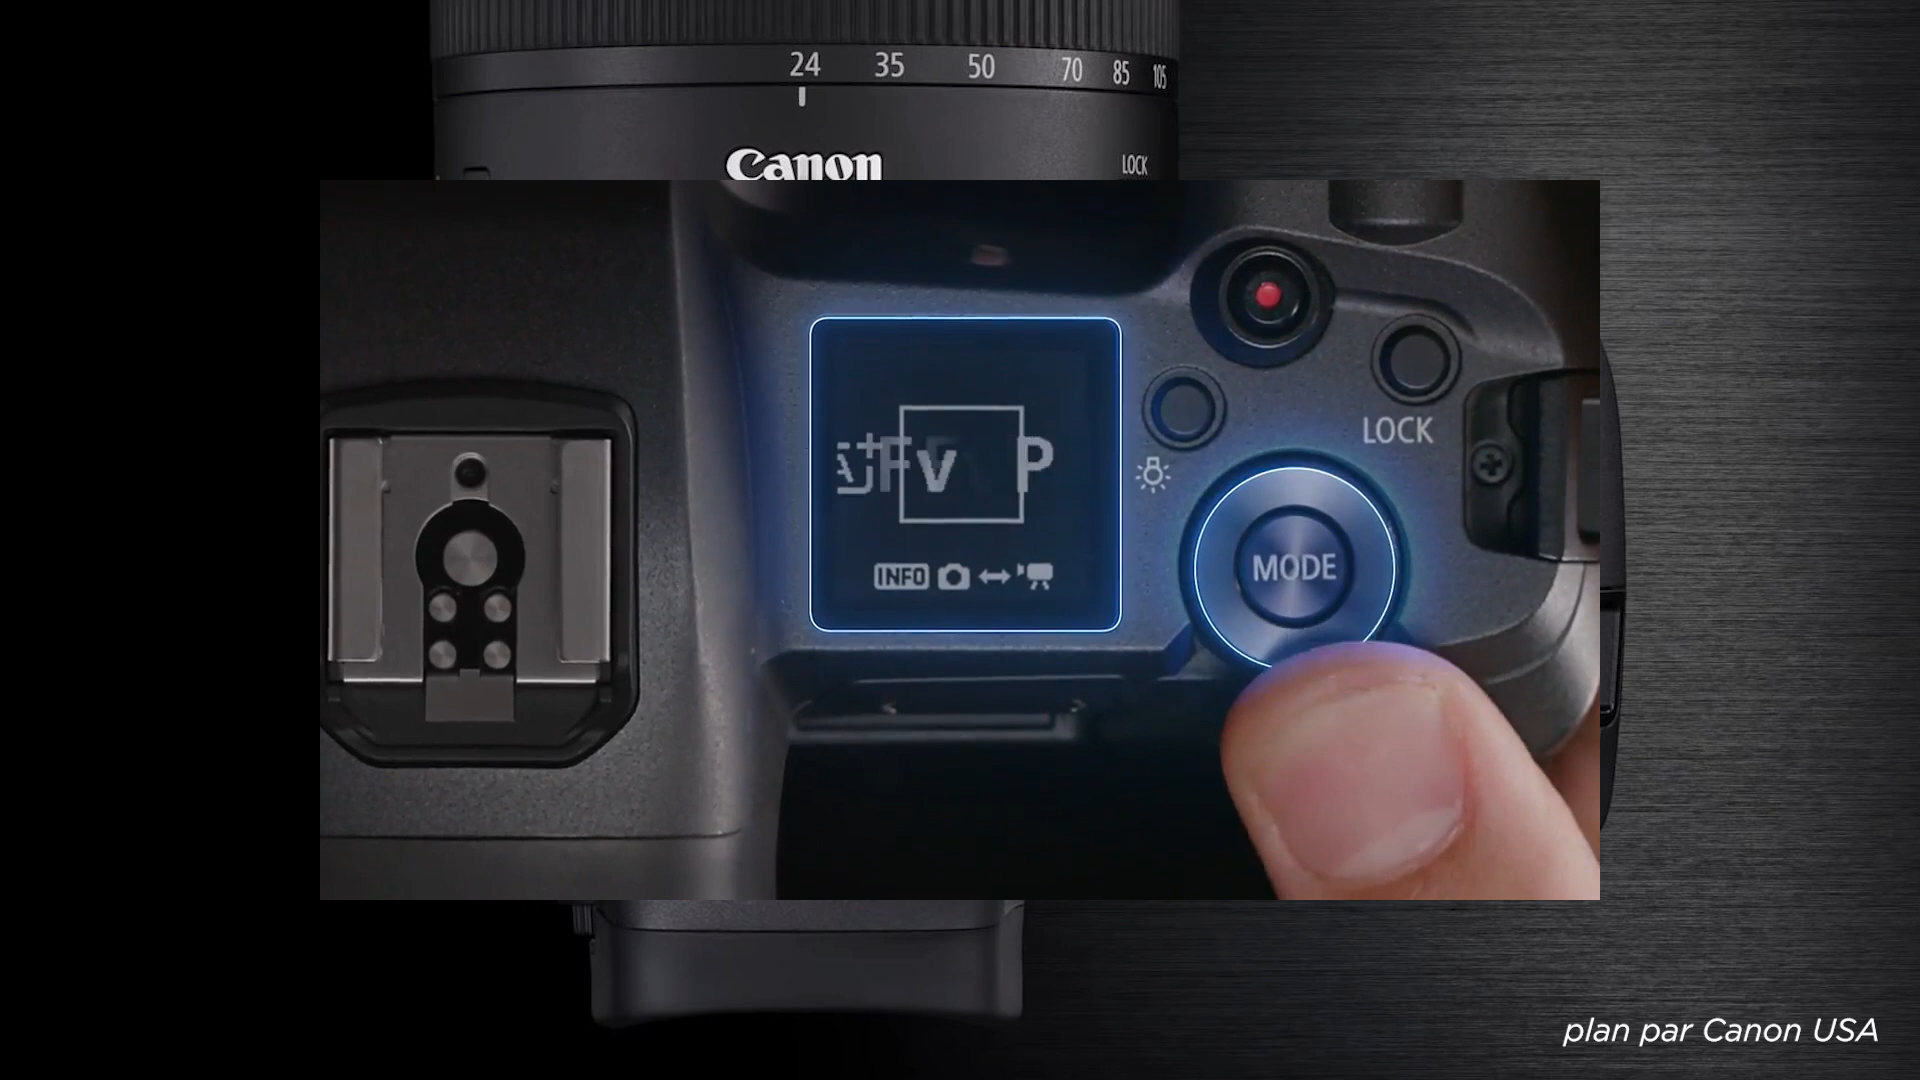 24 35 50 70 85 105
Canon
LOCK
Fv P
LOCK
MODE
INFO
plan par Canon USA